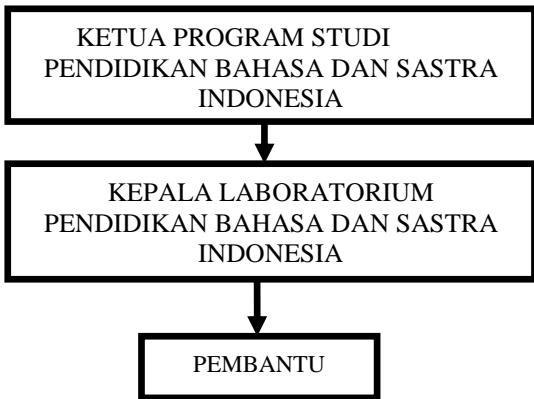 KETUA PROGRAM STUDI
PENDIDIKAN BAHASA DAN SASTRA
INDONESIA
KEPALA LABORATORIUM
PENDIDIKAN BAHASA DAN SASTRA
INDONESIA
PEMBANTU